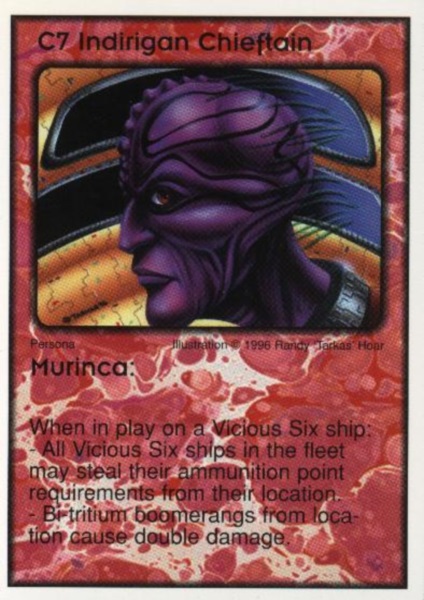 C7 Indirigan Chieftain
©TARKAS
Persona
Illustration © 1996 Randy 'Tarkas' Hoar
Murinca:
When in play on a Vicious Six ship:
- All Vicious Six ships in the fleet
may steal their ammunition point
requirements from their location.
- Bi-tritium boomerangs from loca-
tion cause double damage.